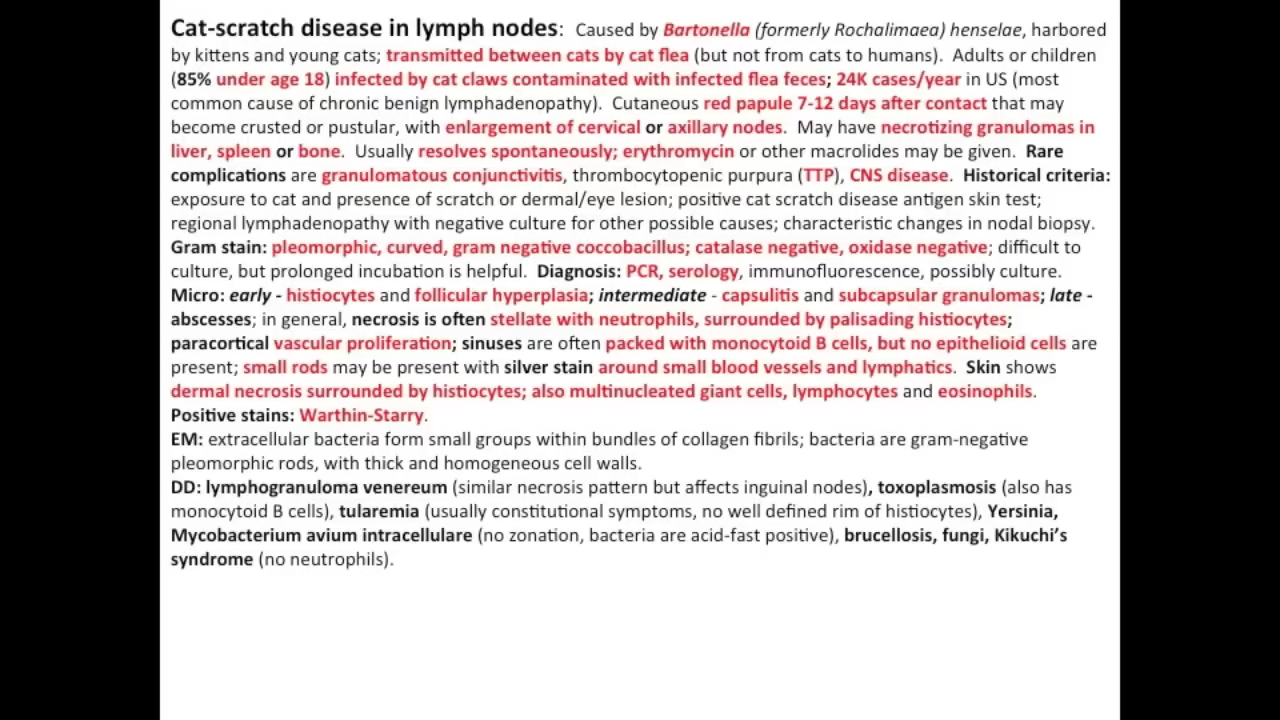 Cat-scratch disease in lymph nodes:  Caused by Bartonella (formerly Rochalimaea) henselae, harbored
by kittens and young cats; transmitted between cats by cat flea (but not from cats to humans).  Adults or children
(85% under age 18) infected by cat claws contaminated with infected flea feces; 24K cases/year in US (most
common cause of chronic benign lymphadenopathy).  Cutaneous red papule 7-12 days after contact that may
become crusted or pustular, with enlargement of cervical or axillary nodes.  May have necrotizing granulomas in
liver, spleen or bone.  Usually resolves spontaneously; erythromycin or other macrolides may be given.  Rare
complications are granulomatous conjunctivitis, thrombocytopenic purpura (TTP), CNS disease.  Historical criteria:
exposure to cat and presence of scratch or dermal/eye lesion; positive cat scratch disease antigen skin test;
regional lymphadenopathy with negative culture for other possible causes; characteristic changes in nodal biopsy.
Gram stain: pleomorphic, curved, gram negative coccobacillus; catalase negative, oxidase negative; difficult to
culture, but prolonged incubation is helpful.  Diagnosis: PCR, serology, immunofluorescence, possibly culture.
Micro: early - histiocytes and follicular hyperplasia; intermediate - capsulitis and subcapsular granulomas; late -
abscesses; in general, necrosis is often stellate with neutrophils, surrounded by palisading histiocytes;
paracortical vascular proliferation; sinuses are often packed with monocytoid B cells, but no epithelioid cells are
present; small rods may be present with silver stain around small blood vessels and lymphatics.  Skin shows
dermal necrosis surrounded by histiocytes; also multinucleated giant cells, lymphocytes and eosinophils.
Positive stains: Warthin-Starry.
EM: extracellular bacteria form small groups within bundles of collagen fibrils; bacteria are gram-negative
pleomorphic rods, with thick and homogeneous cell walls.
DD: lymphogranuloma venereum (similar necrosis pattern but affects inguinal nodes), toxoplasmosis (also has
monocytoid B cells), tularemia (usually constitutional symptoms, no well defined rim of histiocytes), Yersinia,
Mycobacterium avium intracellulare (no zonation, bacteria are acid-fast positive), brucellosis, fungi, Kikuchi's
syndrome (no neutrophils).